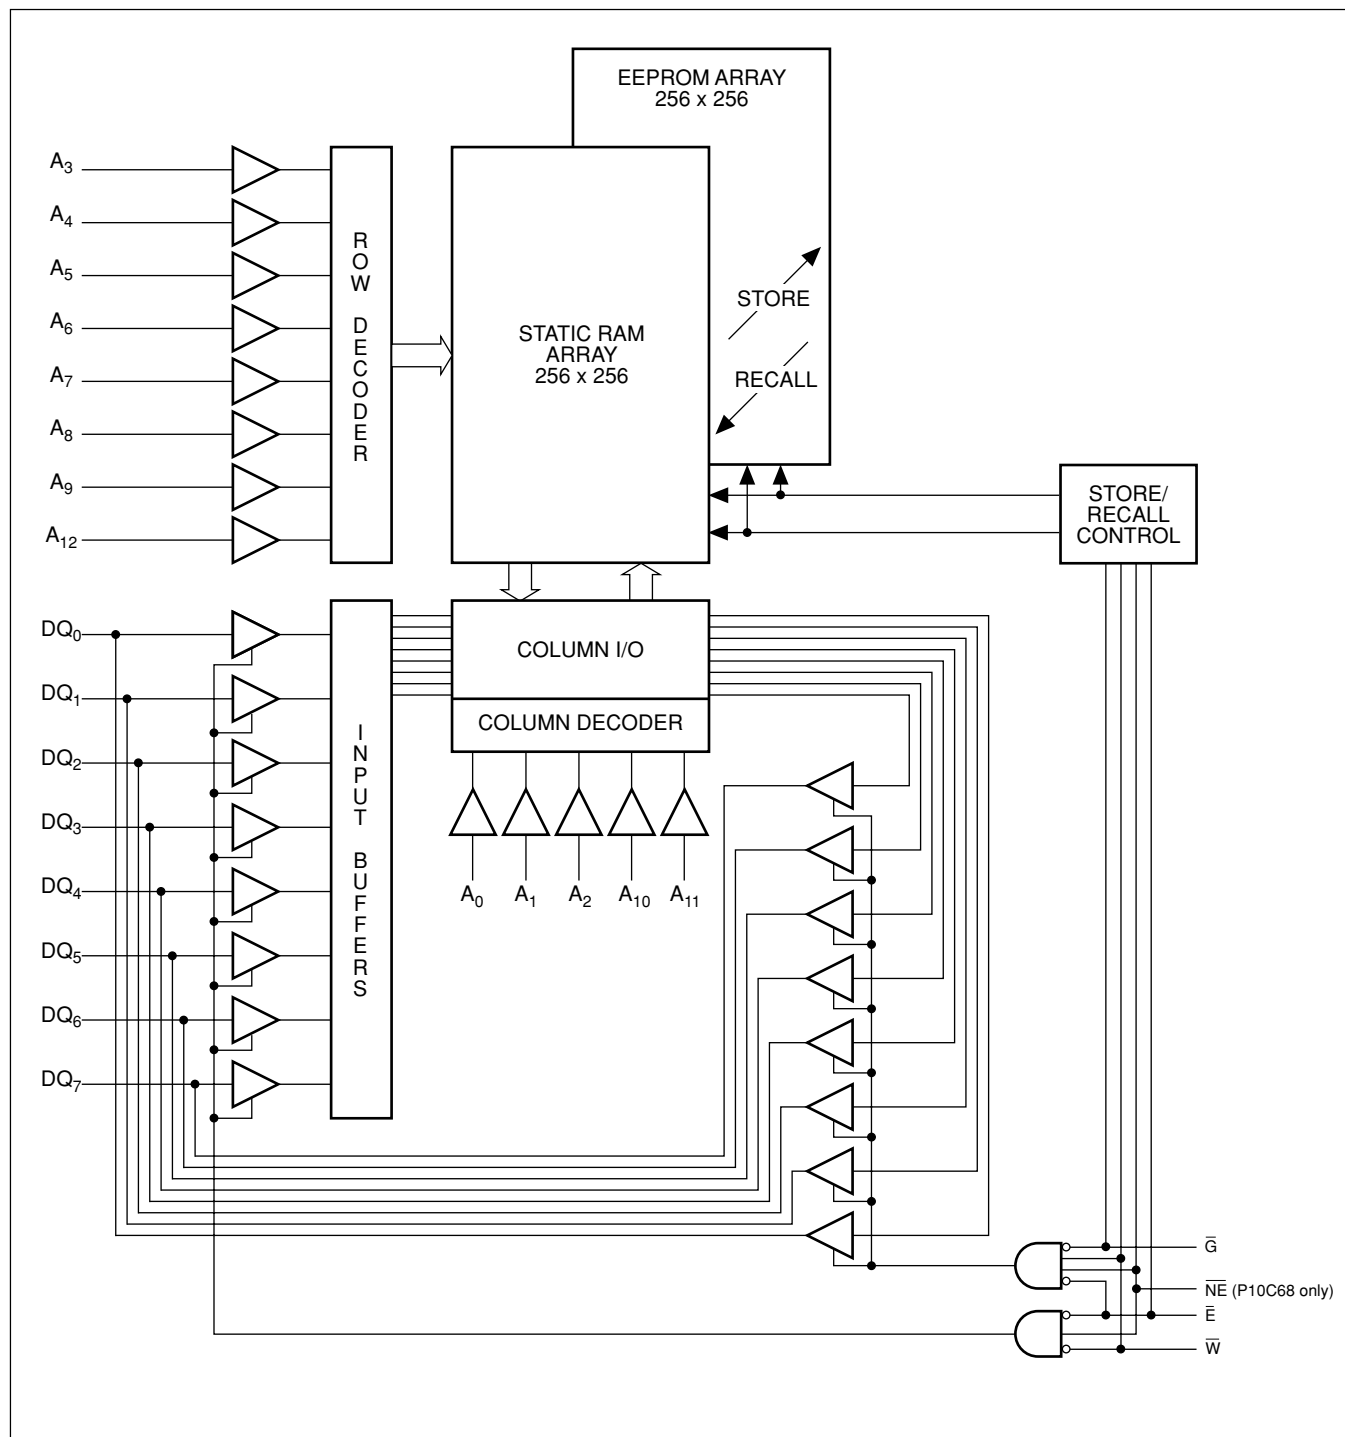 EEPROM ARRAY
256 x 256
A3
A4
A5
A6
A7
A8
A9
A12
ROW DECODER
STATIC RAM
ARRAY
256 x 256
STORE
RECALL
STORE/
RECALL
CONTROL
DQ0
DQ1
DQ2
DQ3
DQ4
DQ5
DQ6
DQ7
INPUT BUFFERS
COLUMN I/O
COLUMN DECODER
A0 A1 A2 A10 A11
G̅
N̅E̅ (P10C68 only)
E̅
W̅